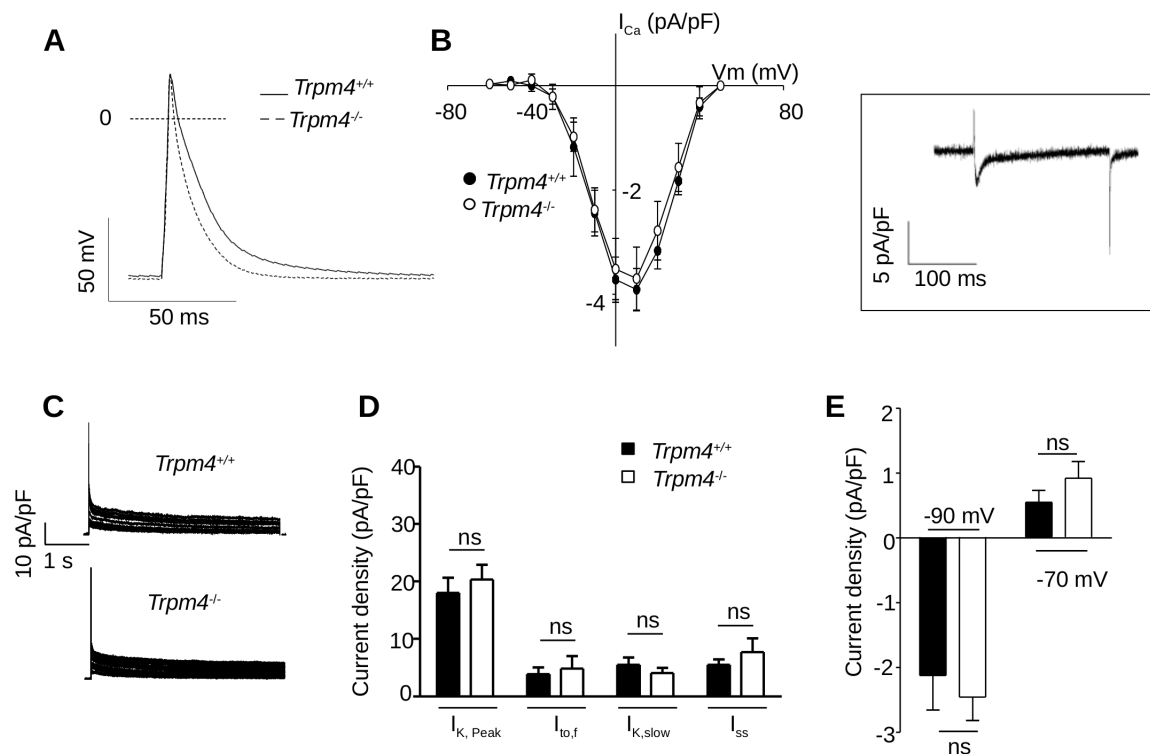 A
0
Trpm4+/+
Trpm4-/-
50 mV
50 ms
B
ICa (pA/pF)
Vm (mV)
-80
-40
80
-2
-4
Trpm4+/+
Trpm4-/-
5 pA/pF
100 ms
C
Trpm4+/+
10 pA/pF
1 s
Trpm4-/-
D
Trpm4+/+
Trpm4-/-
Current density (pA/pF)
40
30
20
10
0
ns
ns
ns
ns
IK, Peak
Ito,f
IK,slow
Iss
E
Current density (pA/pF)
2
1
0
-1
-2
-3
ns
-90 mV
-70 mV
ns